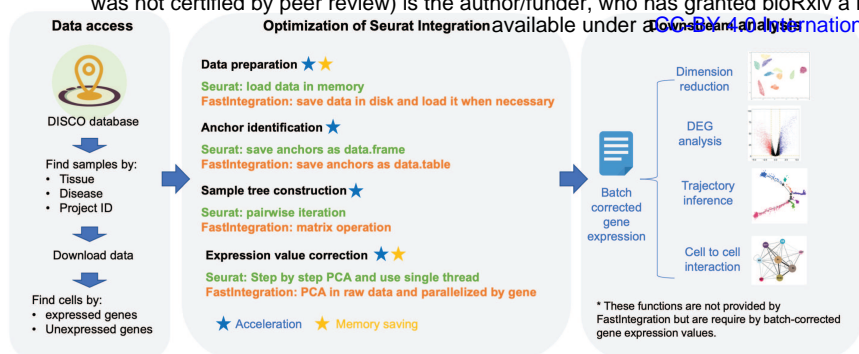 was not certified by peer review) is the author/funder, who has granted bioRxiv a
available under aCC-BY 4.0 Internation
Data access
DISCO database
Find samples by:
• Tissue
• Disease
• Project ID
Download data
Find cells by:
• expressed genes
• Unexpressed genes
Optimization of Seurat Integration
Data preparation
Seurat: load data in memory
FastIntegration: save data in disk and load it when necessary
Anchor identification
Seurat: save anchors as data.frame
FastIntegration: save anchors as data.table
Sample tree construction
Seurat: pairwise iteration
FastIntegration: matrix operation
Expression value correction
Seurat: Step by step PCA and use single thread
FastIntegration: PCA in raw data and parallelized by gene
Acceleration
Memory saving
Downstream analysis
Batch
corrected
gene
expression
Dimension
reduction
DEG
analysis
Trajectory
inference
Cell to cell
interaction
* These functions are not provided by
FastIntegration but are require by batch-corrected
gene expression values.